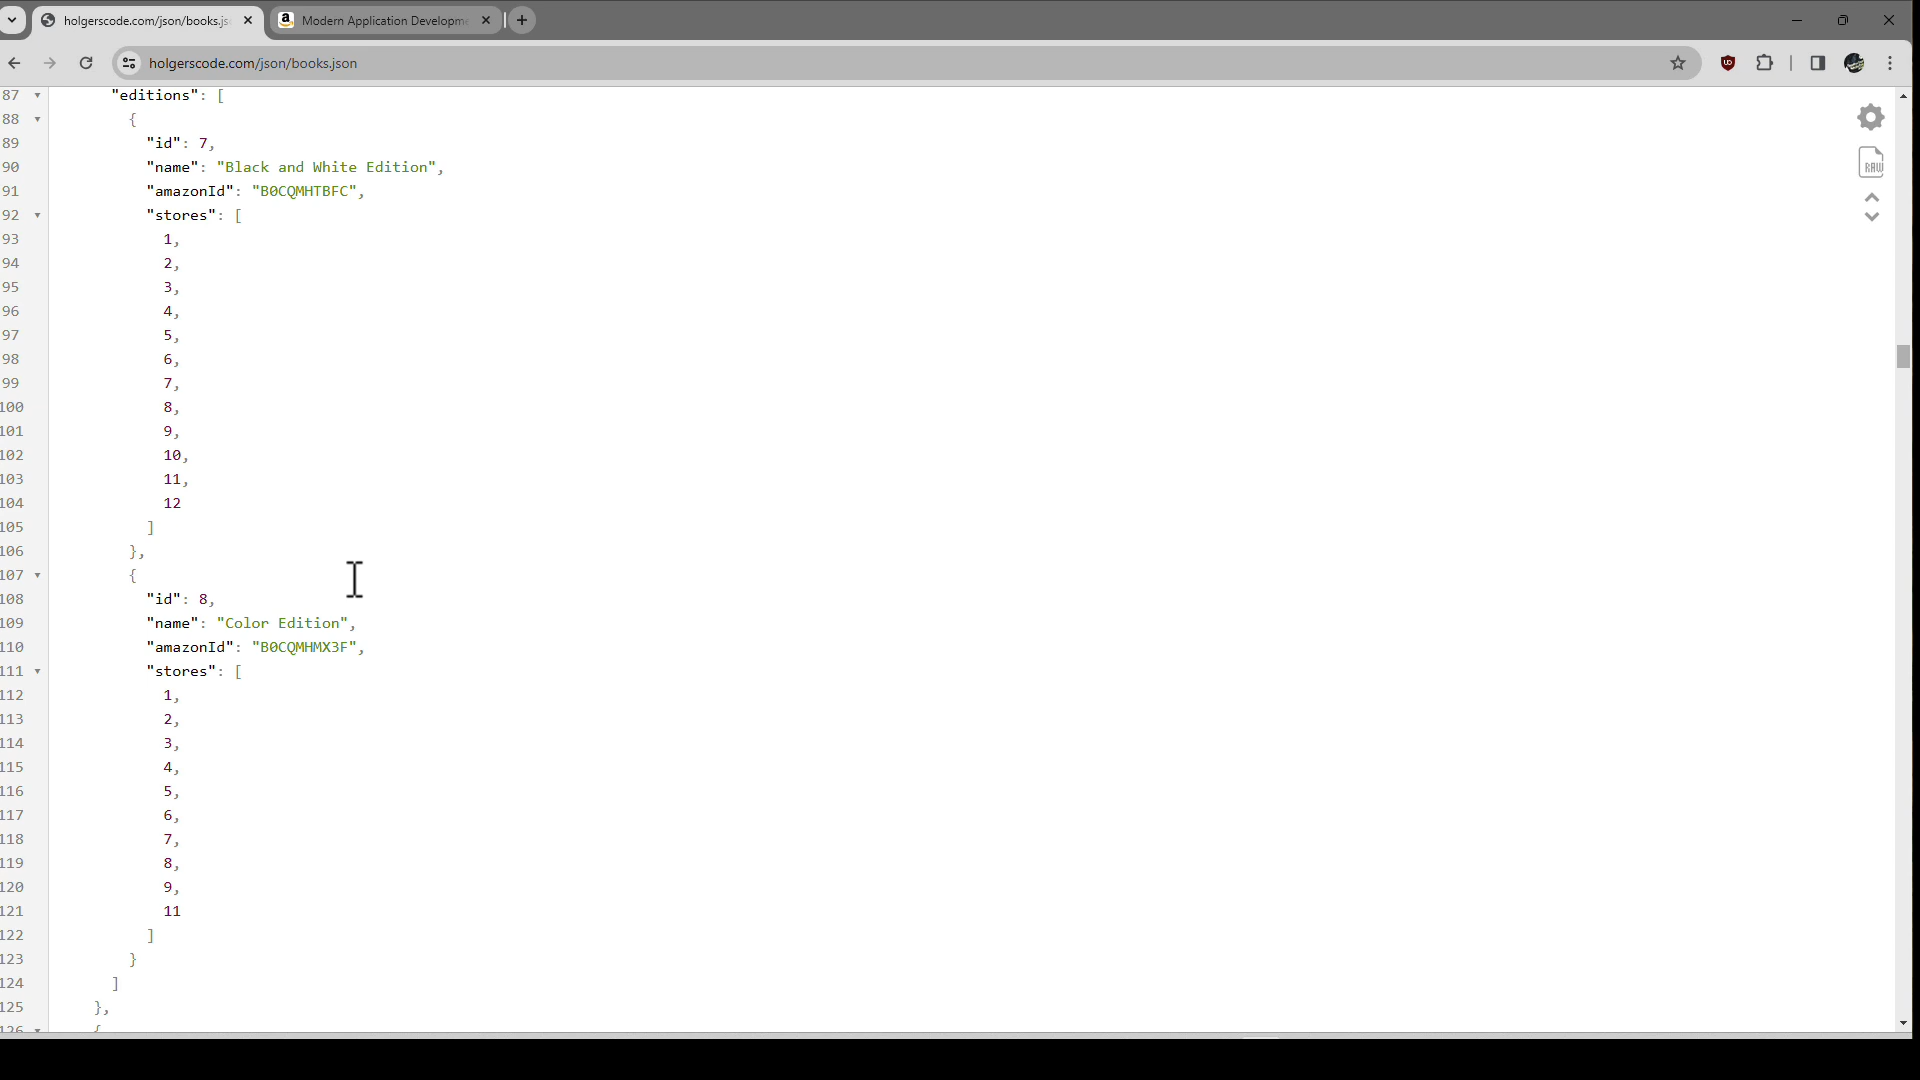 holgerscode.com/json/books.js
Modern Application Developm
holgerscode.com/json/books.json
87 "editions": [
88 {
89 "id": 7,
90 "name": "Black and White Edition",
91 "amazonId": "B0CQMHTBFC",
92 "stores": [
93 1,
94 2,
95 3,
96 4,
97 5,
98 6,
99 7,
100 8,
101 9,
102 10,
103 11,
104 12
105 ]
106 },
107 {
108 "id": 8,
109 "name": "Color Edition",
110 "amazonId": "B0CQMHMX3F",
111 "stores": [
112 1,
113 2,
114 3,
115 4,
116 5,
117 6,
118 7,
119 8,
120 9,
121 11
122 ]
123 }
124 ]
125 },
126 {
RAW